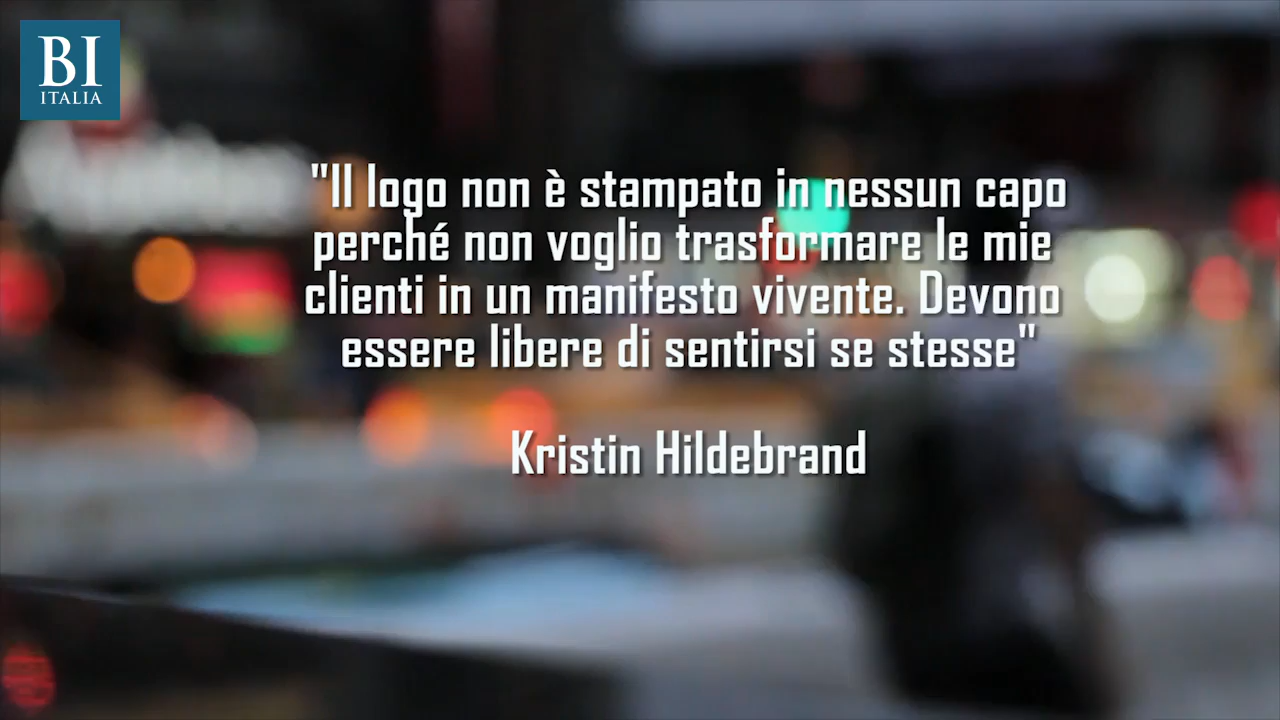 BI
ITALIA
"Il logo non è stampato in nessun capo
perché non voglio trasformare le mie
clienti in un manifesto vivente. Devono
essere libere di sentirsi se stesse"
Kristin Hildebrand